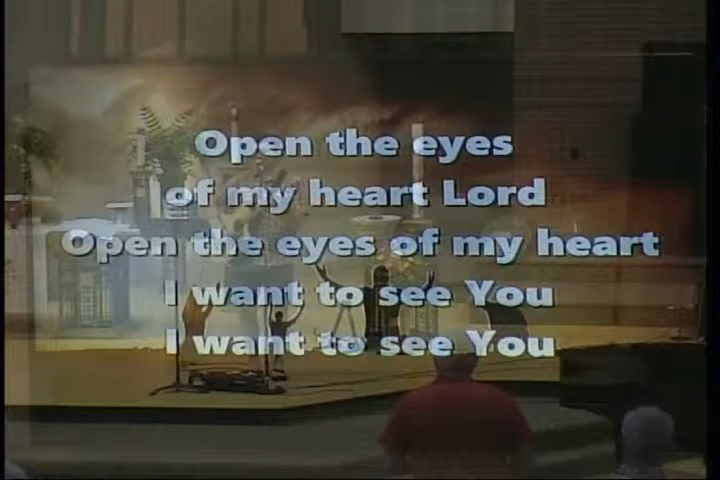 Open the eyes
of my heart Lord
Open the eyes of my heart
I want to see You
I want to see You